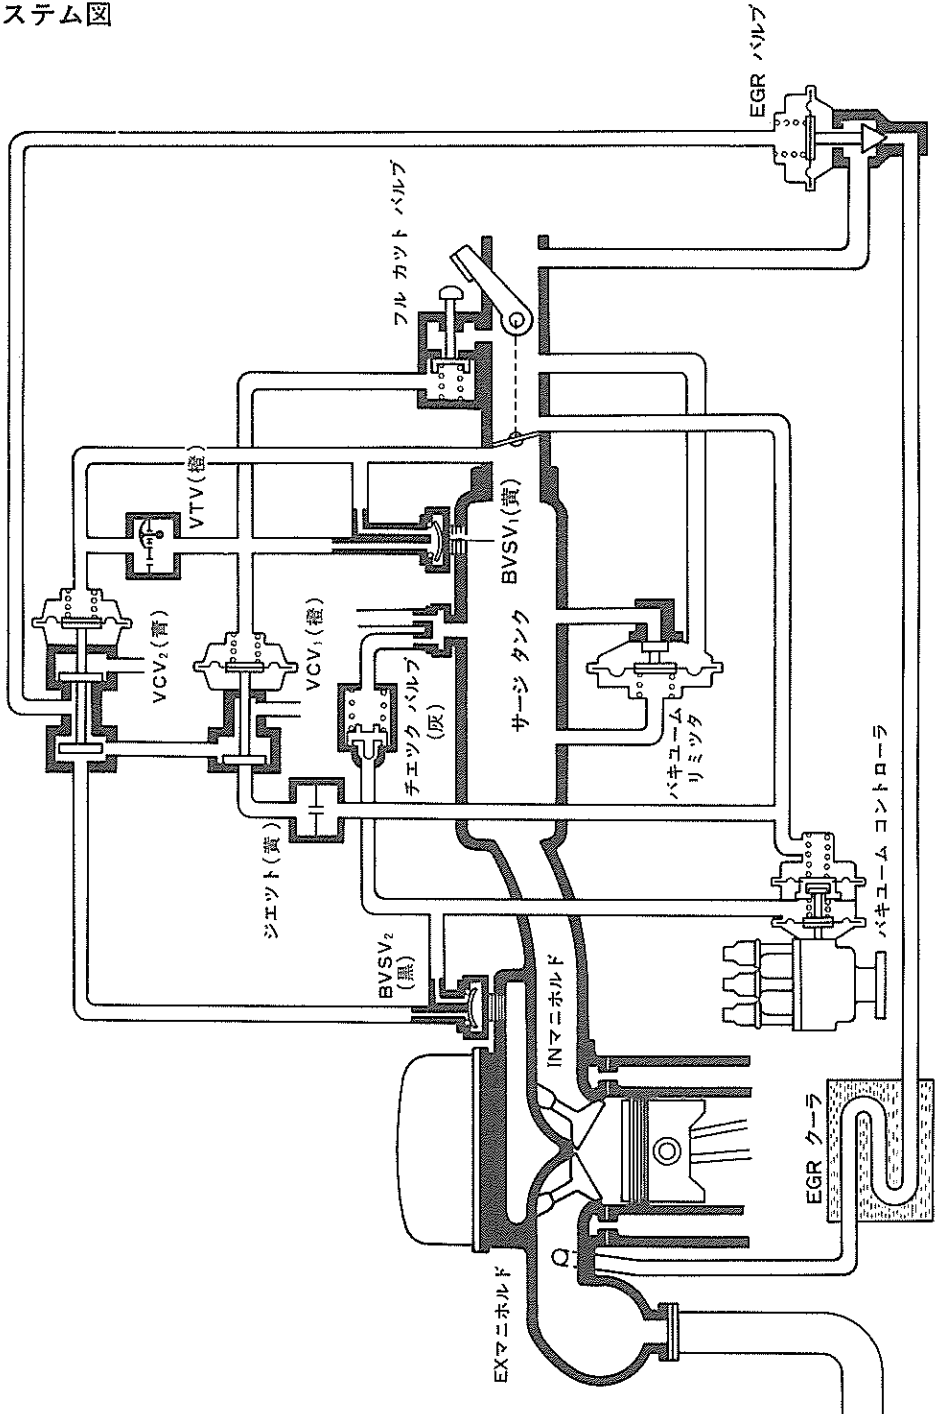 ステム図
EGR バルブ
フル カット バルブ
VTV(橙)
BVSV₁(黄)
VCV₂(青)
VCV₁(橙)
チェック バルブ
(灰)
サージ タンク
バキューム
リミッタ
ジェット(黄)
バキューム コントローラ
BVSV₂
(黒)
INマニホルド
EGR クーラ
EXマニホルド